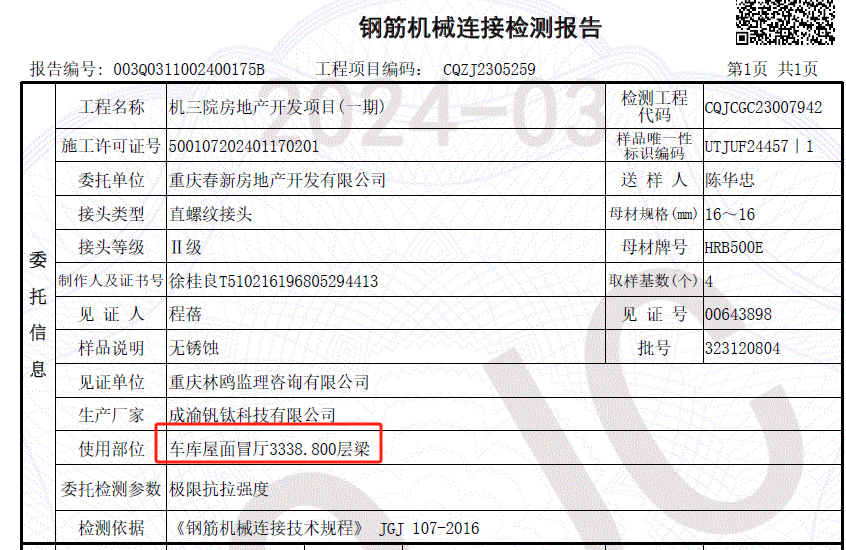 钢筋机械连接检测报告
报告编号: 003Q0311002400175B 工程项目编码: CQZJ2305259 第1页 共1页
委托信息
工程名称 机三院房地产开发项目(一期) 检测工程代码 CQJCGC23007942
施工许可证号 500107202401170201 样品唯一性标识编码 UTJUF24457|1
委托单位 重庆春新房地产开发有限公司 送样人 陈华忠
接头类型 直螺纹接头 母材规格(mm) 16~16
接头等级 Ⅱ级 母材牌号 HRB500E
制作人及证书号 徐桂良T510216196805294413 取样基数(个) 4
见证人 程蓓 见证号 00643898
样品说明 无锈蚀 批号 323120804
见证单位 重庆林鸥监理咨询有限公司
生产厂家 成渝钒钛科技有限公司
使用部位 车库屋面冒厅3338.800层梁
委托检测参数 极限抗拉强度
检测依据 《钢筋机械连接技术规程》 JGJ 107-2016
2024-03
JC